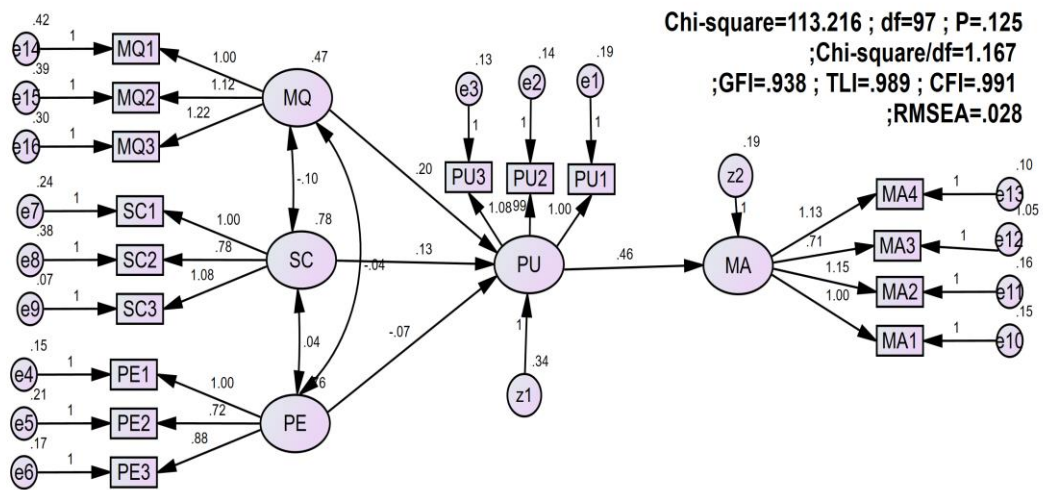 Chi-square=113.216 ; df=97 ; P=.125
;Chi-square/df=1.167
;GFI=.938 ; TLI=.989 ; CFI=.991
;RMSEA=.028
.42
e14
1
MQ1
1.00
.39
e15
1
MQ2
1.12
.30
e16
1
MQ3
1.22
.47
MQ
.24
e7
1
SC1
1.00
.38
e8
1
SC2
.78
.07
e9
1
SC3
1.08
.78
SC
.15
e4
1
PE1
1.00
.21
e5
1
PE2
.72
.17
e6
1
PE3
.88
PE
-.10
-.04
.04
.20
.13
-.07
.13
e3
1
PU3
1.08
.14
e2
1
PU2
.99
.19
e1
1
PU1
1.00
PU
1
.34
z1
.46
.19
z2
1
MA
1.13
MA4
1
.10
e13
.71
MA3
1
1.05
e12
1.15
MA2
1
.16
e11
1.00
MA1
1
.15
e10